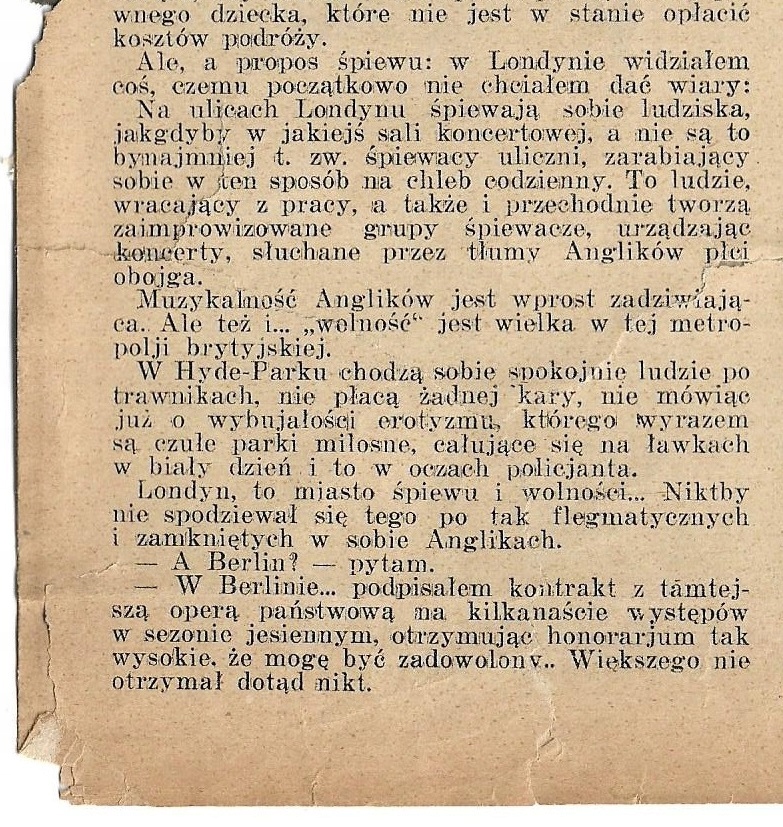 wnego dziecka, które nie jest w stanie opłacić
kosztów podróży.
Ale, a propos śpiewu: w Londynie widziałem
coś, czemu początkowo nie chciałem dać wiary:
Na ulicach Londynu śpiewają sobie ludziska,
jakgdyby w jakiejś sali koncertowej, a nie są to
bynajmniej t. zw. śpiewacy uliczni, zarabiający
sobie w ten sposób na chleb codzienny. To ludzie,
wracający z pracy, a także i przechodnie tworzą
zaimprowizowane grupy śpiewacze, urządzając
koncerty, słuchane przez tłumy Anglików płci
obojga.
Muzykalność Anglików jest wprost zadziwiają-
ca. Ale też i... „wolność“ jest wielka w tej metro-
polji brytyjskiej.
W Hyde-Parku chodzą sobie spokojnie ludzie po
trawnikach, nie płacą żadnej kary, nie mówiąc
już o wybujałości erotyzmu, którego wyrazem
są czułe parki miłosne, całujące się na ławkach
w biały dzień i to w oczach policjanta.
Londyn, to miasto śpiewu i wolności... Niktby
nie spodziewał się tego po tak flegmatycznych
i zamkniętych w sobie Anglikach.
— A Berlin? — pytam.
— W Berlinie... podpisałem kontrakt z tamtej-
szą operą państwową na kilkanaście występów
w sezonie jesiennym, otrzymując honorarjum tak
wysokie, że mogę być zadowolony.. Większego nie
otrzymał dotąd nikt.